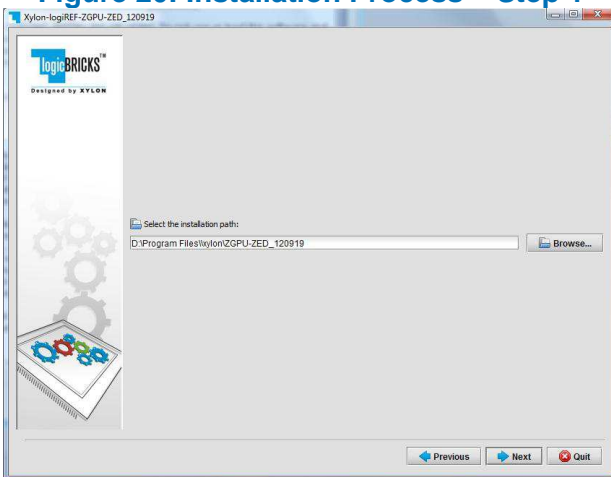 Xylon-logiREF-ZGPU-ZED_120919
logicBRICKS™
Designed by XYLON
Select the installation path:
D:\Program Files\\xylon\ZGPU-ZED_120919
Browse...
Previous
Next
Quit